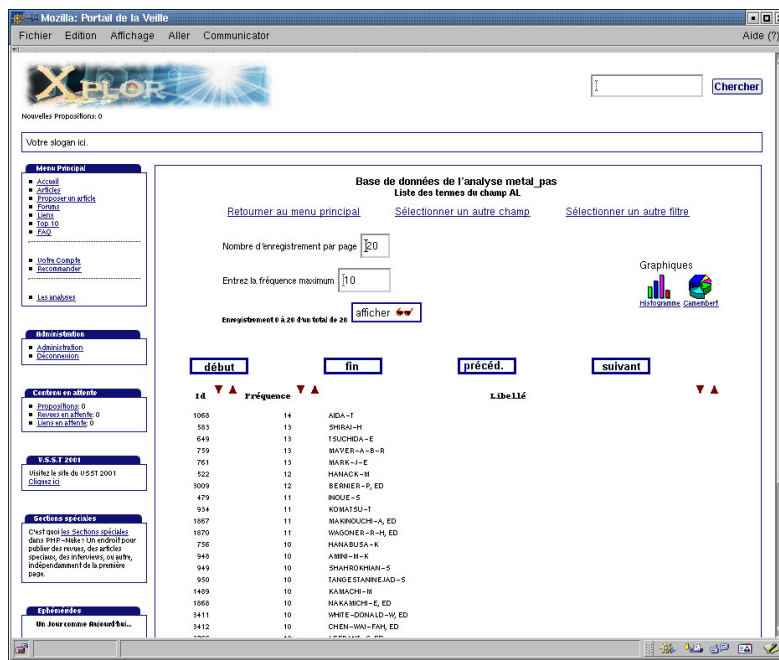 Mozilla: Portail de la Veille
Fichier Edition Affichage Aller Communicator Aide (?)
XPLOR
Chercher
Nouvelles Propositions: 0
Votre slogan ici.
Menu Principal
Accueil
Articles
Proposer un article
Forums
Liens
Top 10
FAQ
Votre Compte
Recommander
Les analyses
Administration
Administration
Déconnexion
Contenu en attente
Propositions: 0
Revues en attente: 0
Liens en attente: 0
V.S.S.T 2001
Visitez le site du VSST 2001
Cliquez ici
Sections spéciales
C'est quoi les Sections spéciales
dans PHP-Nuke? Un endroit pour
publier des revues, des articles
speciaux, des interviews, ou autre,
indépendamment de la première
page.
Ephémérides
Un Jour comme Aujourd'hui...
Base de données de l'analyse metal_pas
Liste des termes du champ AL
Retourner au menu principal Sélectionner un autre champ Sélectionner un autre filtre
Nombre d'enregistrement par page 20
Entrez la fréquence maximum 10
Graphiques
Histogramme Camembert
Enregistrement 0 à 20 d'un total de 20 afficher
début fin précéd. suivant
Id Fréquence Libellé
1068 14 AIDA-T
583 13 SHIRAI-H
649 13 TSUCHIDA-E
759 13 MAYER-A-B-R
761 13 MARK-J-E
522 12 HANACK-M
3009 12 BERNIER-P, ED
479 11 INOUE-S
934 11 KOMATSU-T
1867 11 MAKINOUCHI-A, ED
1870 11 WAGONER-R-H, ED
756 10 HANABUSA-K
948 10 AMINI-M-K
949 10 SHAHROKHIAN-S
950 10 TANGESTANINEJAD-S
1489 10 KAMACHI-M
1868 10 NAKAMICHI-E, ED
3411 10 WHITE-DONALD-W, ED
3412 10 CHEN-WAI-FAH, ED